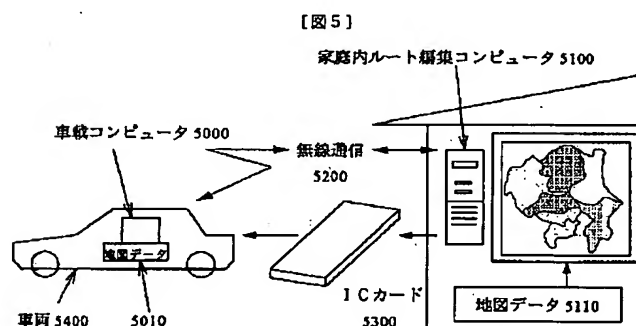 [図5]
家庭内ルート編集コンピュータ 5100
車載コンピュータ 5000
無線通信
5200
地図データ
ICカード
地図データ 5110
車両 5400
5010
5300